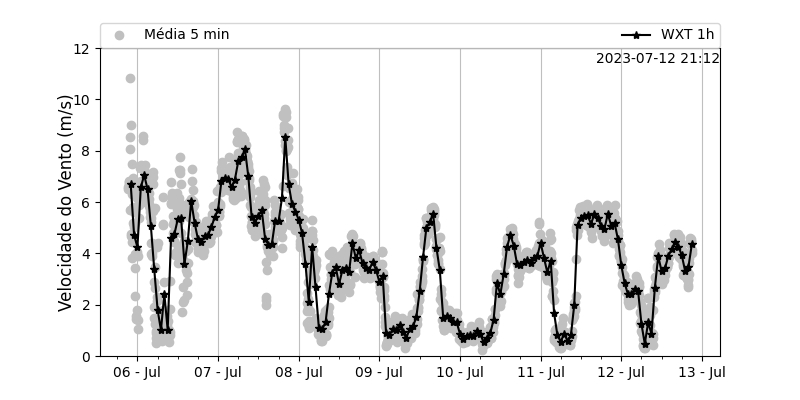 Média 5 min
WXT 1h
2023-07-12 21:12
Velocidade do Vento (m/s)
12
10
8
6
4
2
0
06 - Jul
07 - Jul
08 - Jul
09 - Jul
10 - Jul
11 - Jul
12 - Jul
13 - Jul